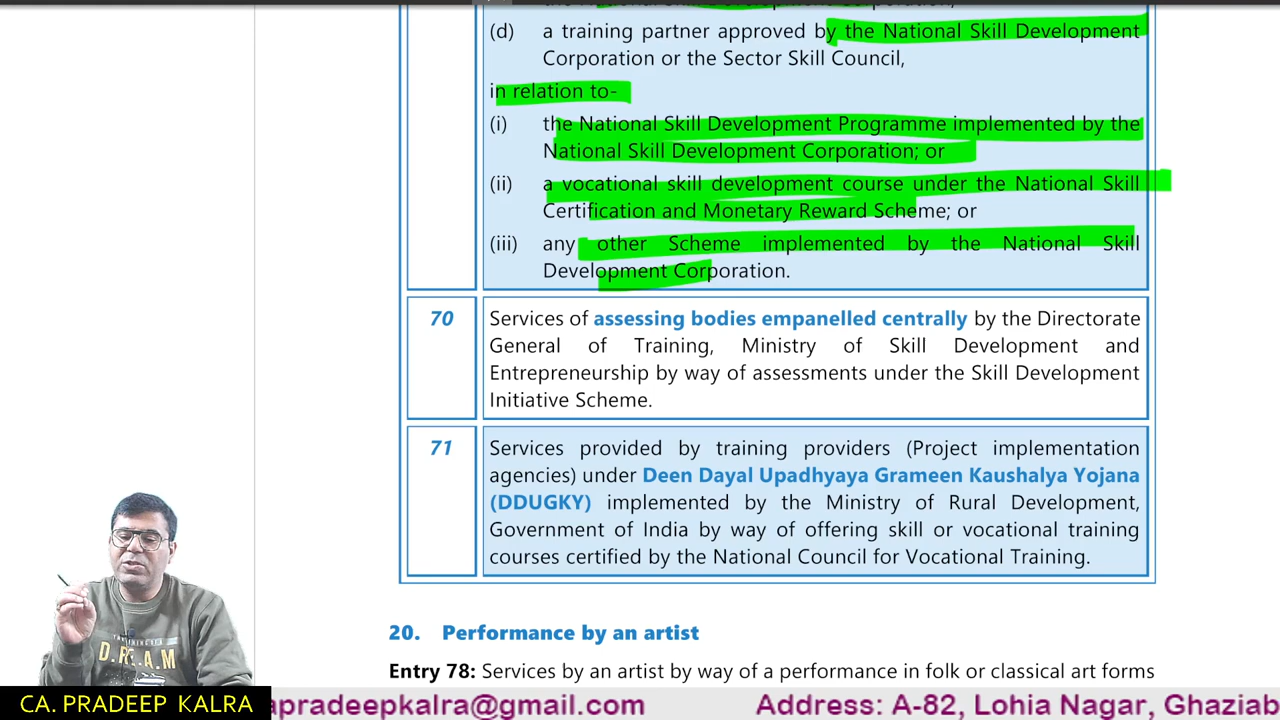 (d) a training partner approved by the National Skill Development
Corporation or the Sector Skill Council,
in relation to-
(i) the National Skill Development Programme implemented by the
National Skill Development Corporation; or
(ii) a vocational skill development course under the National Skill
Certification and Monetary Reward Scheme; or
(iii) any other Scheme implemented by the National Skill
Development Corporation.
70 Services of assessing bodies empanelled centrally by the Directorate
General of Training, Ministry of Skill Development and
Entrepreneurship by way of assessments under the Skill Development
Initiative Scheme.
71 Services provided by training providers (Project implementation
agencies) under Deen Dayal Upadhyaya Grameen Kaushalya Yojana
(DDUGKY) implemented by the Ministry of Rural Development,
Government of India by way of offering skill or vocational training
courses certified by the National Council for Vocational Training.
20. Performance by an artist
Entry 78: Services by an artist by way of a performance in folk or classical art forms
CA. PRADEEP KALRA
apradeepkalra@gmail.com Address: A-82, Lohia Nagar, Ghaziab